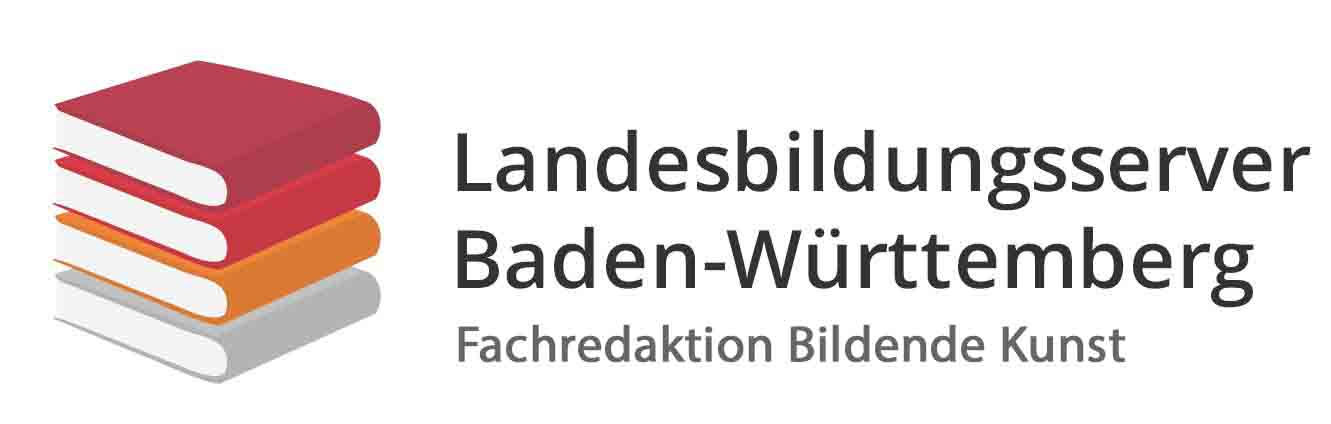 Landesbildungsserver
Baden-Württemberg
Fachredaktion Bildende Kunst